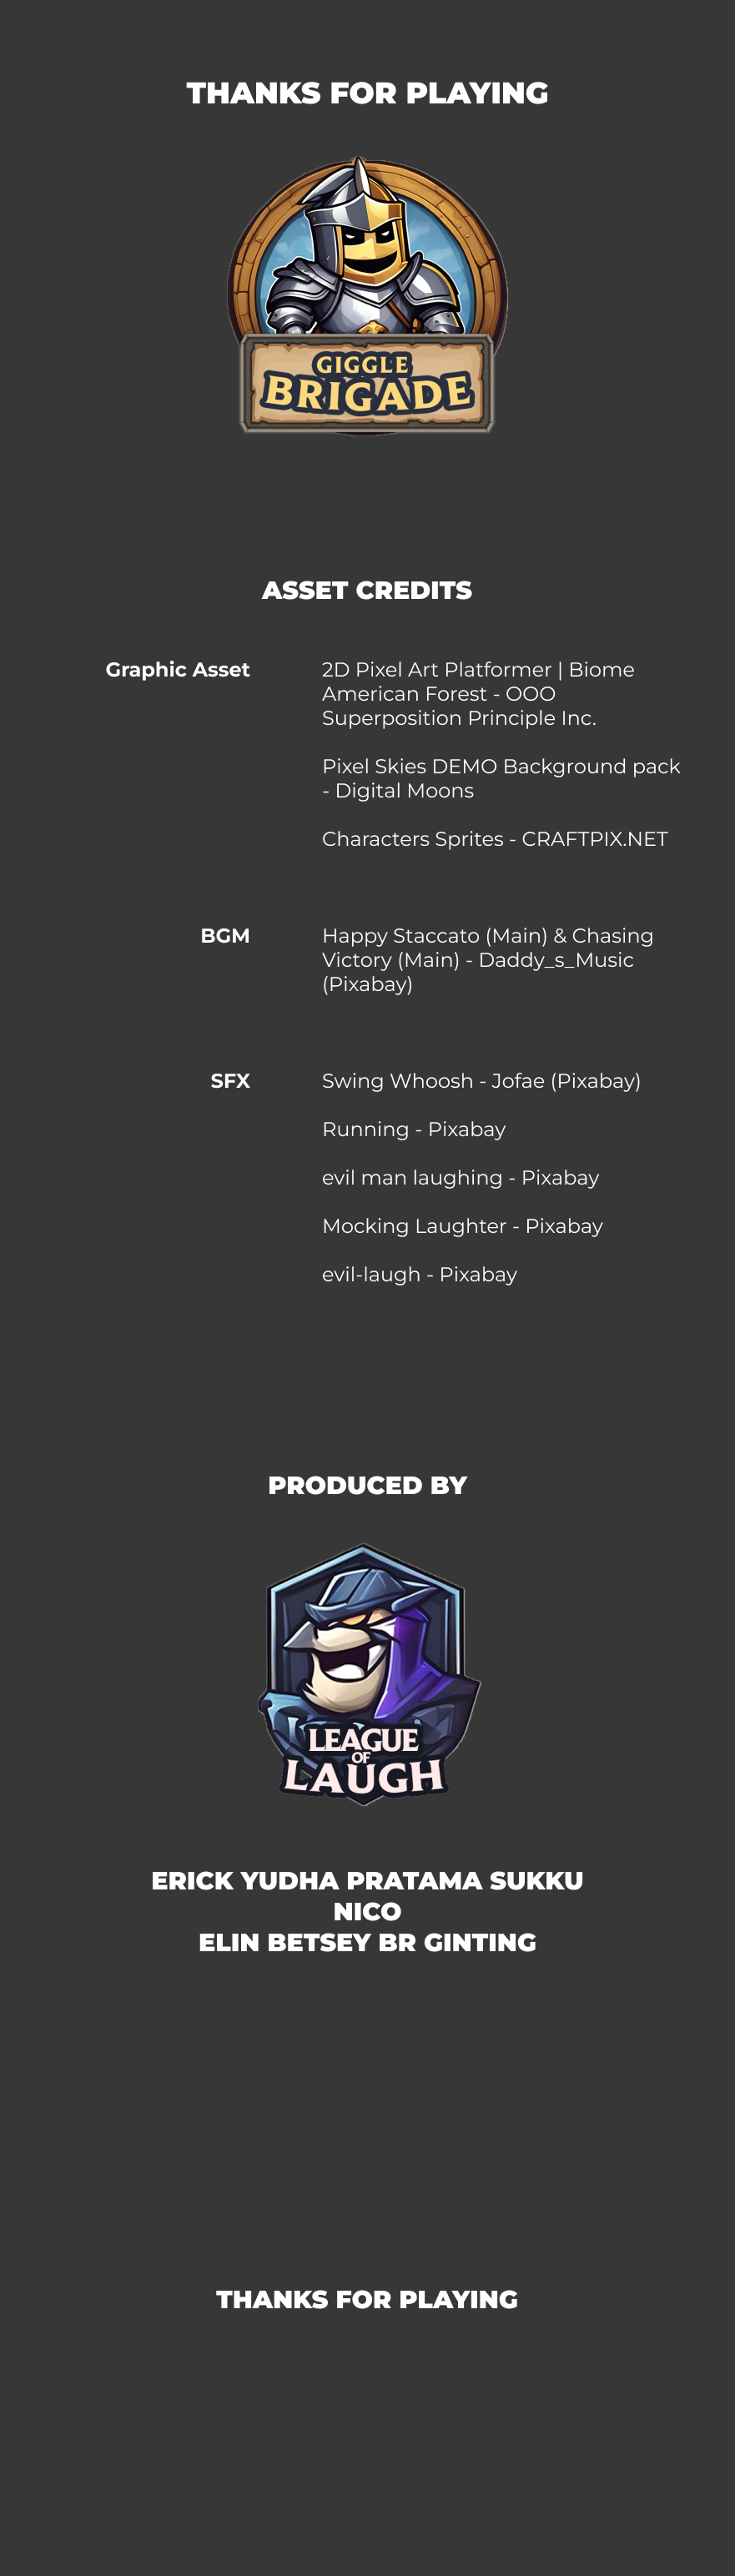 THANKS FOR PLAYING
GIGGLE
BRIGADE
ASSET CREDITS
Graphic Asset
2D Pixel Art Platformer | Biome
American Forest - OOO
Superposition Principle Inc.
Pixel Skies DEMO Background pack
- Digital Moons
Characters Sprites - CRAFTPIX.NET
BGM
Happy Staccato (Main) & Chasing
Victory (Main) - Daddy_s_Music
(Pixabay)
SFX
Swing Whoosh - Jofae (Pixabay)
Running - Pixabay
evil man laughing - Pixabay
Mocking Laughter - Pixabay
evil-laugh - Pixabay
PRODUCED BY
LEAGUE
OF
LAUGH
ERICK YUDHA PRATAMA SUKKU
NICO
ELIN BETSEY BR GINTING
THANKS FOR PLAYING